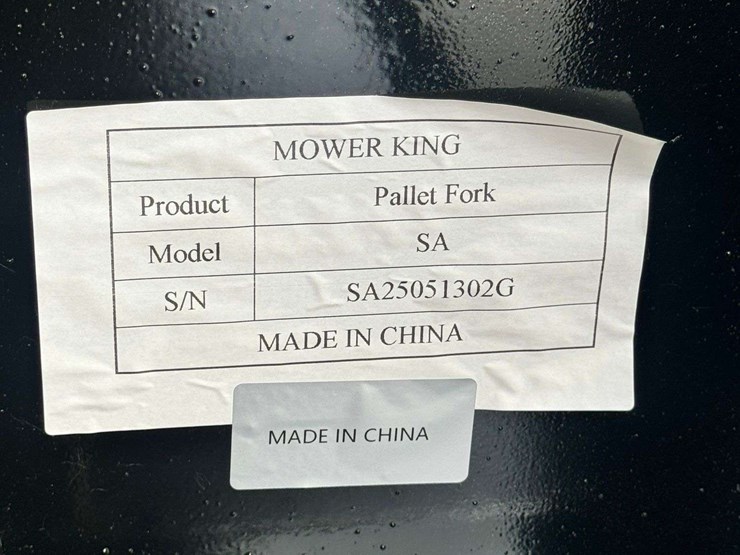 MOWER KING
Product Pallet Fork
Model SA
S/N SA25051302G
MADE IN CHINA
MADE IN CHINA